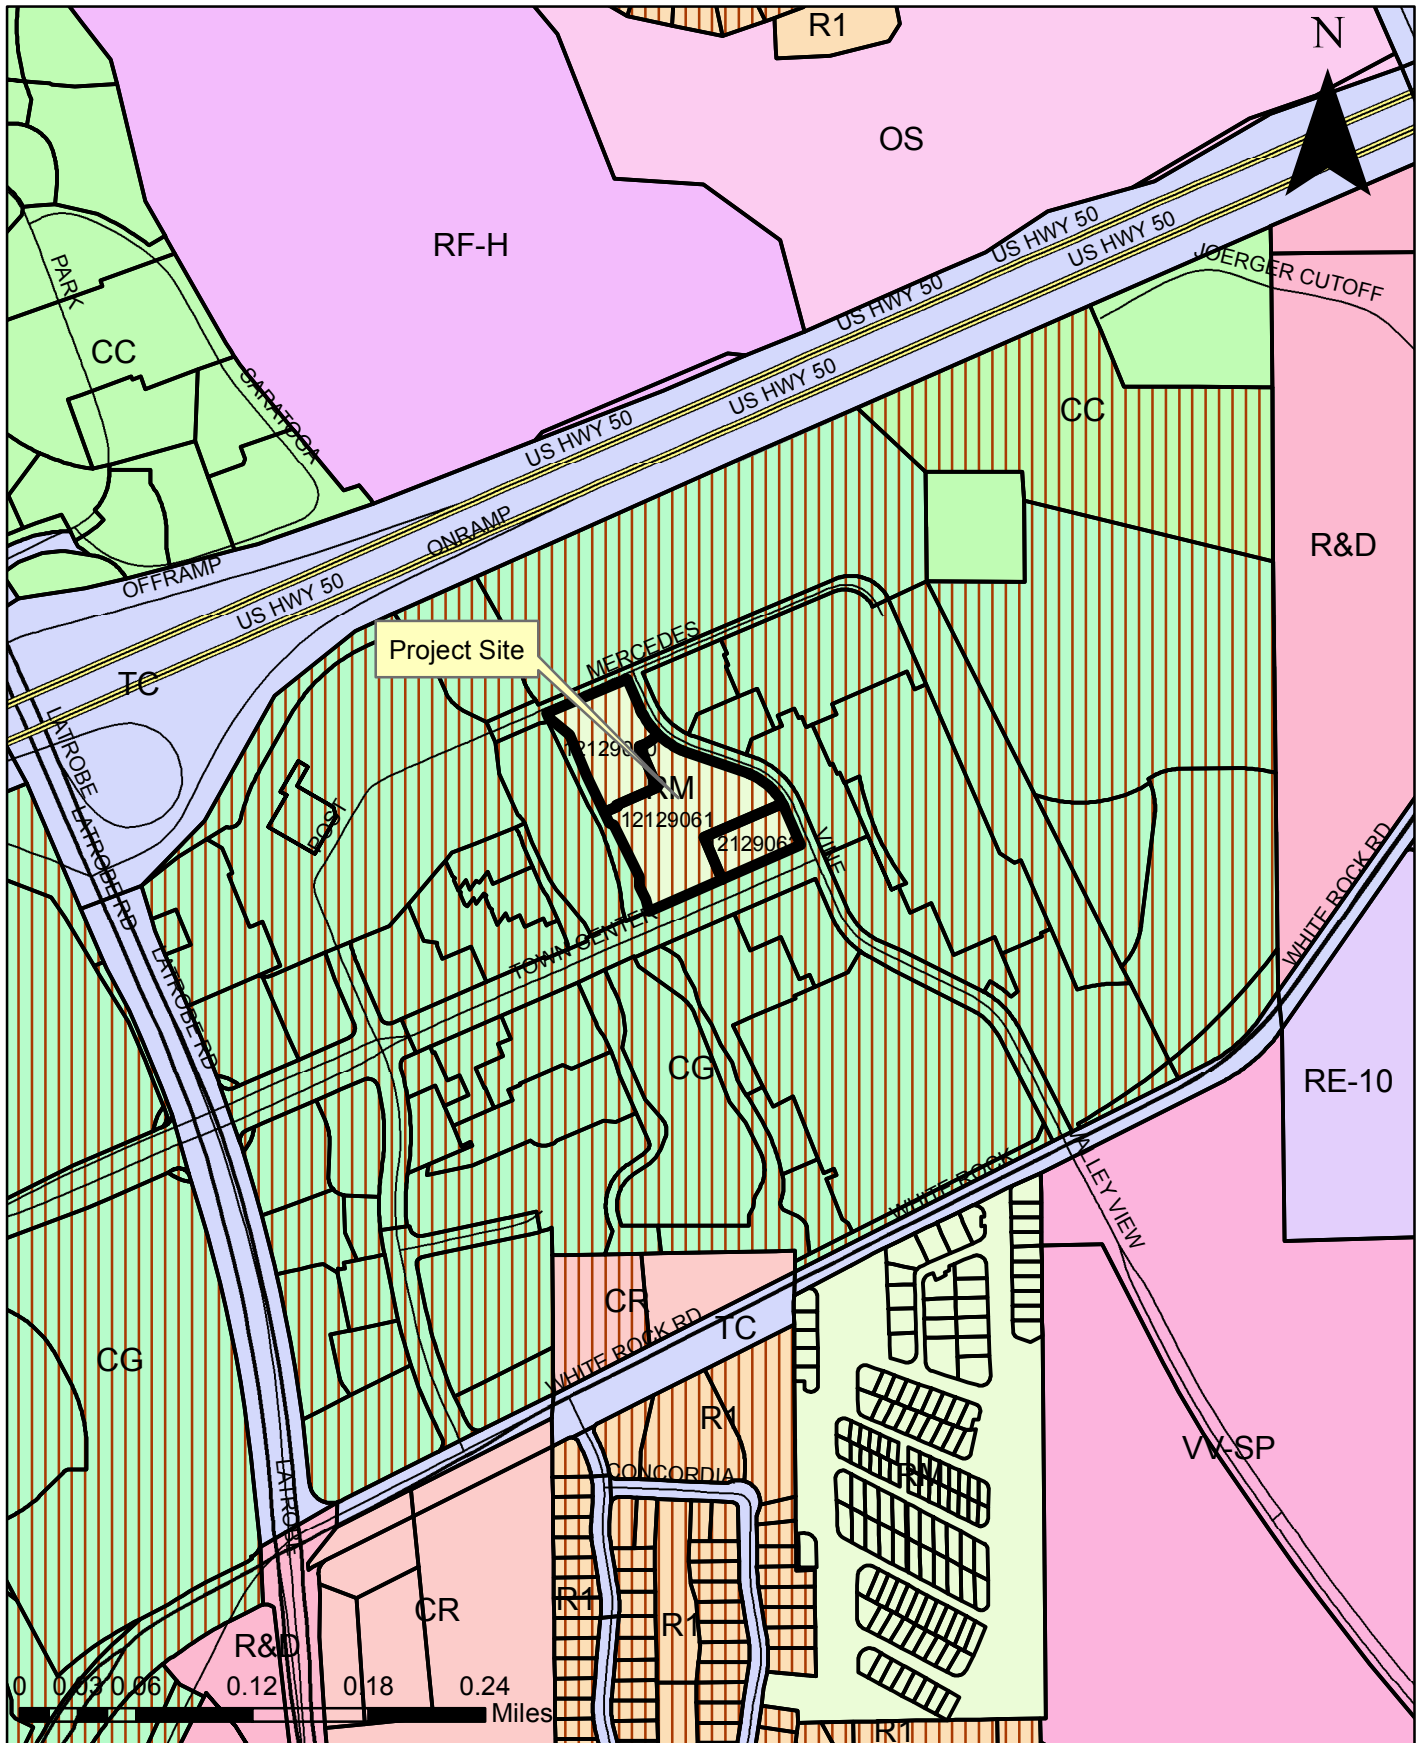 R1
N
OS
US HWY 50
US HWY 50
JOERGER CUTOFF
RF-H
PARK
US HWY 50
CC
SARATOGA
US HWY 50
CC
US HWY 50
ONRAMP
R&D
OFFRAMP
US HWY 50
Project Site
MERCEDES
TC
LATROBE
RM
POST
12129061
VINE
LATROBE RD
WHITE ROCK RD
TOWN CENTER
LATROBE RD
CG
RE-10
VALLEY VIEW
WHITE ROCK
CR
TC
WHITE ROCK RD
CG
R1
VV-SP
CONCORDIA
RM
LATROBE
R1
CR
R1
R&D
0 0.03 0.06 0.12 0.18 0.24
Miles
R1